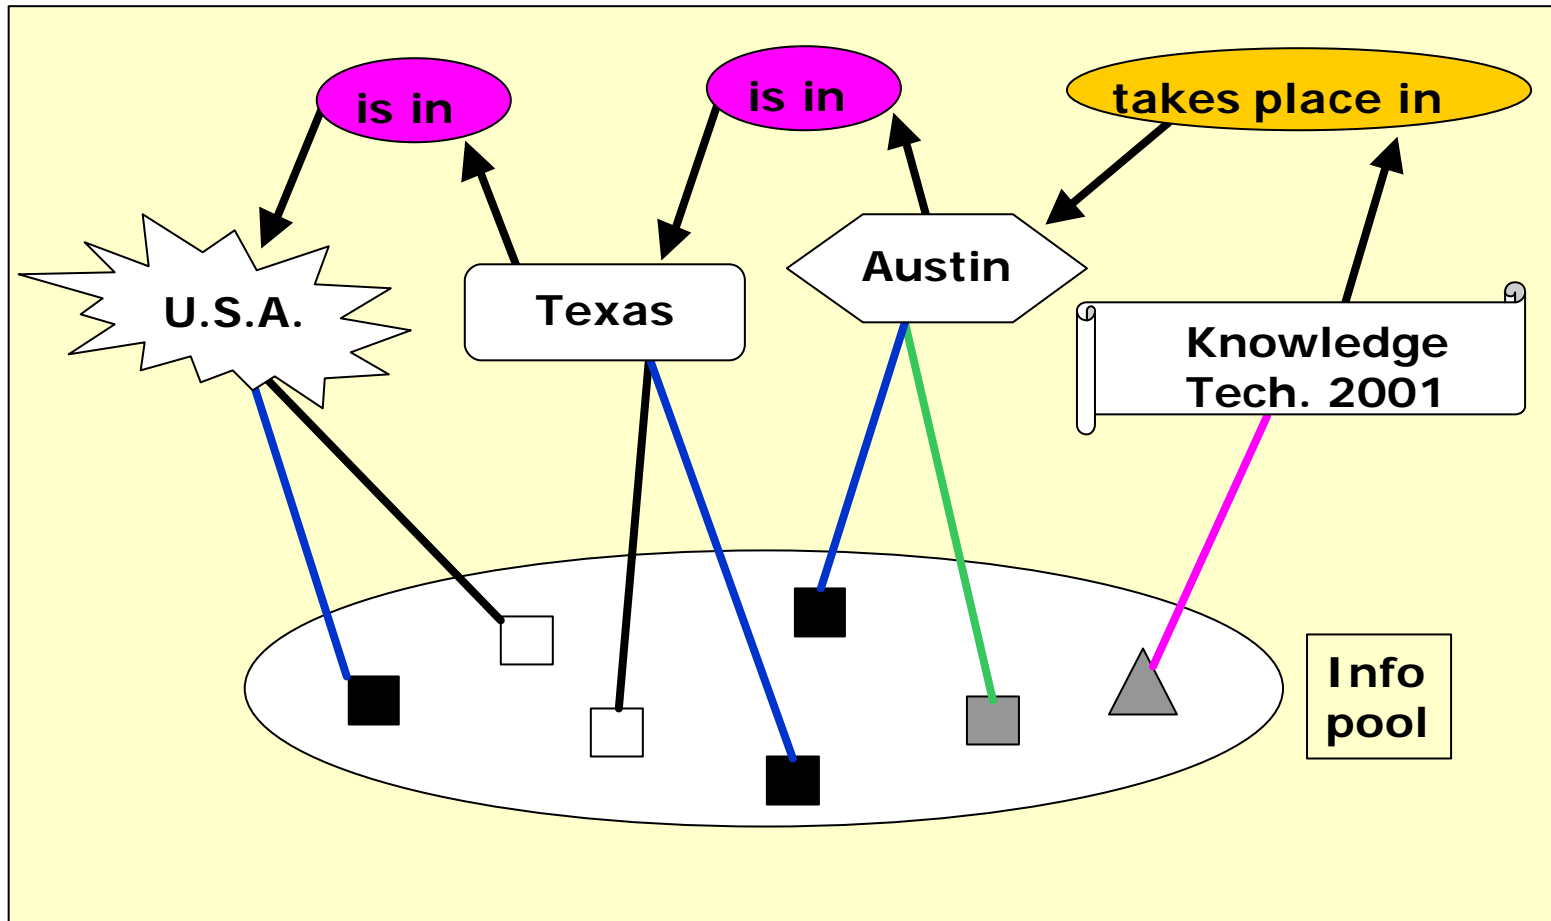 is in
is in
takes place in
U.S.A.
Texas
Austin
Knowledge
Tech. 2001
Info
pool